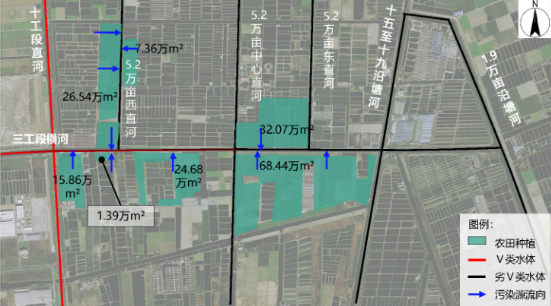 十工段直河
5.2万亩西直河
5.2万亩中心直河
5.2万亩东直河
十五至十九沿塘河
1.9万亩沿塘河
N
7.36万m²
26.54万m²
32.07万m²
三工段横河
15.86万
m²
24.68
万m²
68.44万m²
1.39万m²
图例:
农田种植
Ⅴ类水体
劣Ⅴ类水体
污染源流向